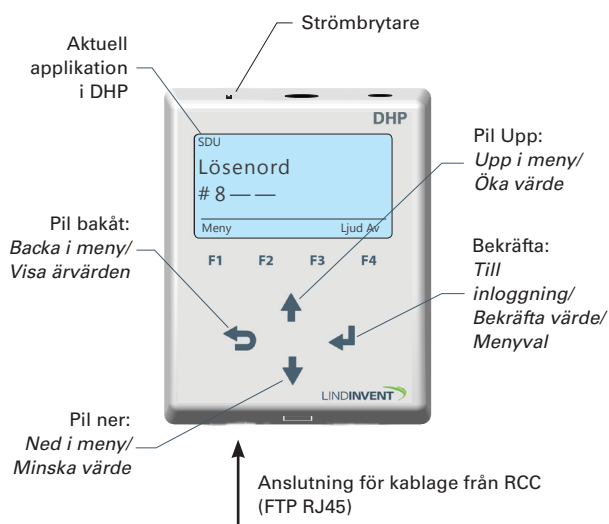 Strömbrytare
Aktuell
applikation
i DHP
DHP
SDU
Lösenord
# 8 — —
Meny Ljud Av
F1 F2 F3 F4
Pil Upp:
Upp i meny/
Öka värde
Pil bakåt:
Backa i meny/
Visa ärvärden
Bekräfta:
Till
inloggning/
Bekräfta värde/
Menyval
LINDINVENT
Pil ner:
Ned i meny/
Minska värde
Anslutning för kablage från RCC
(FTP RJ45)